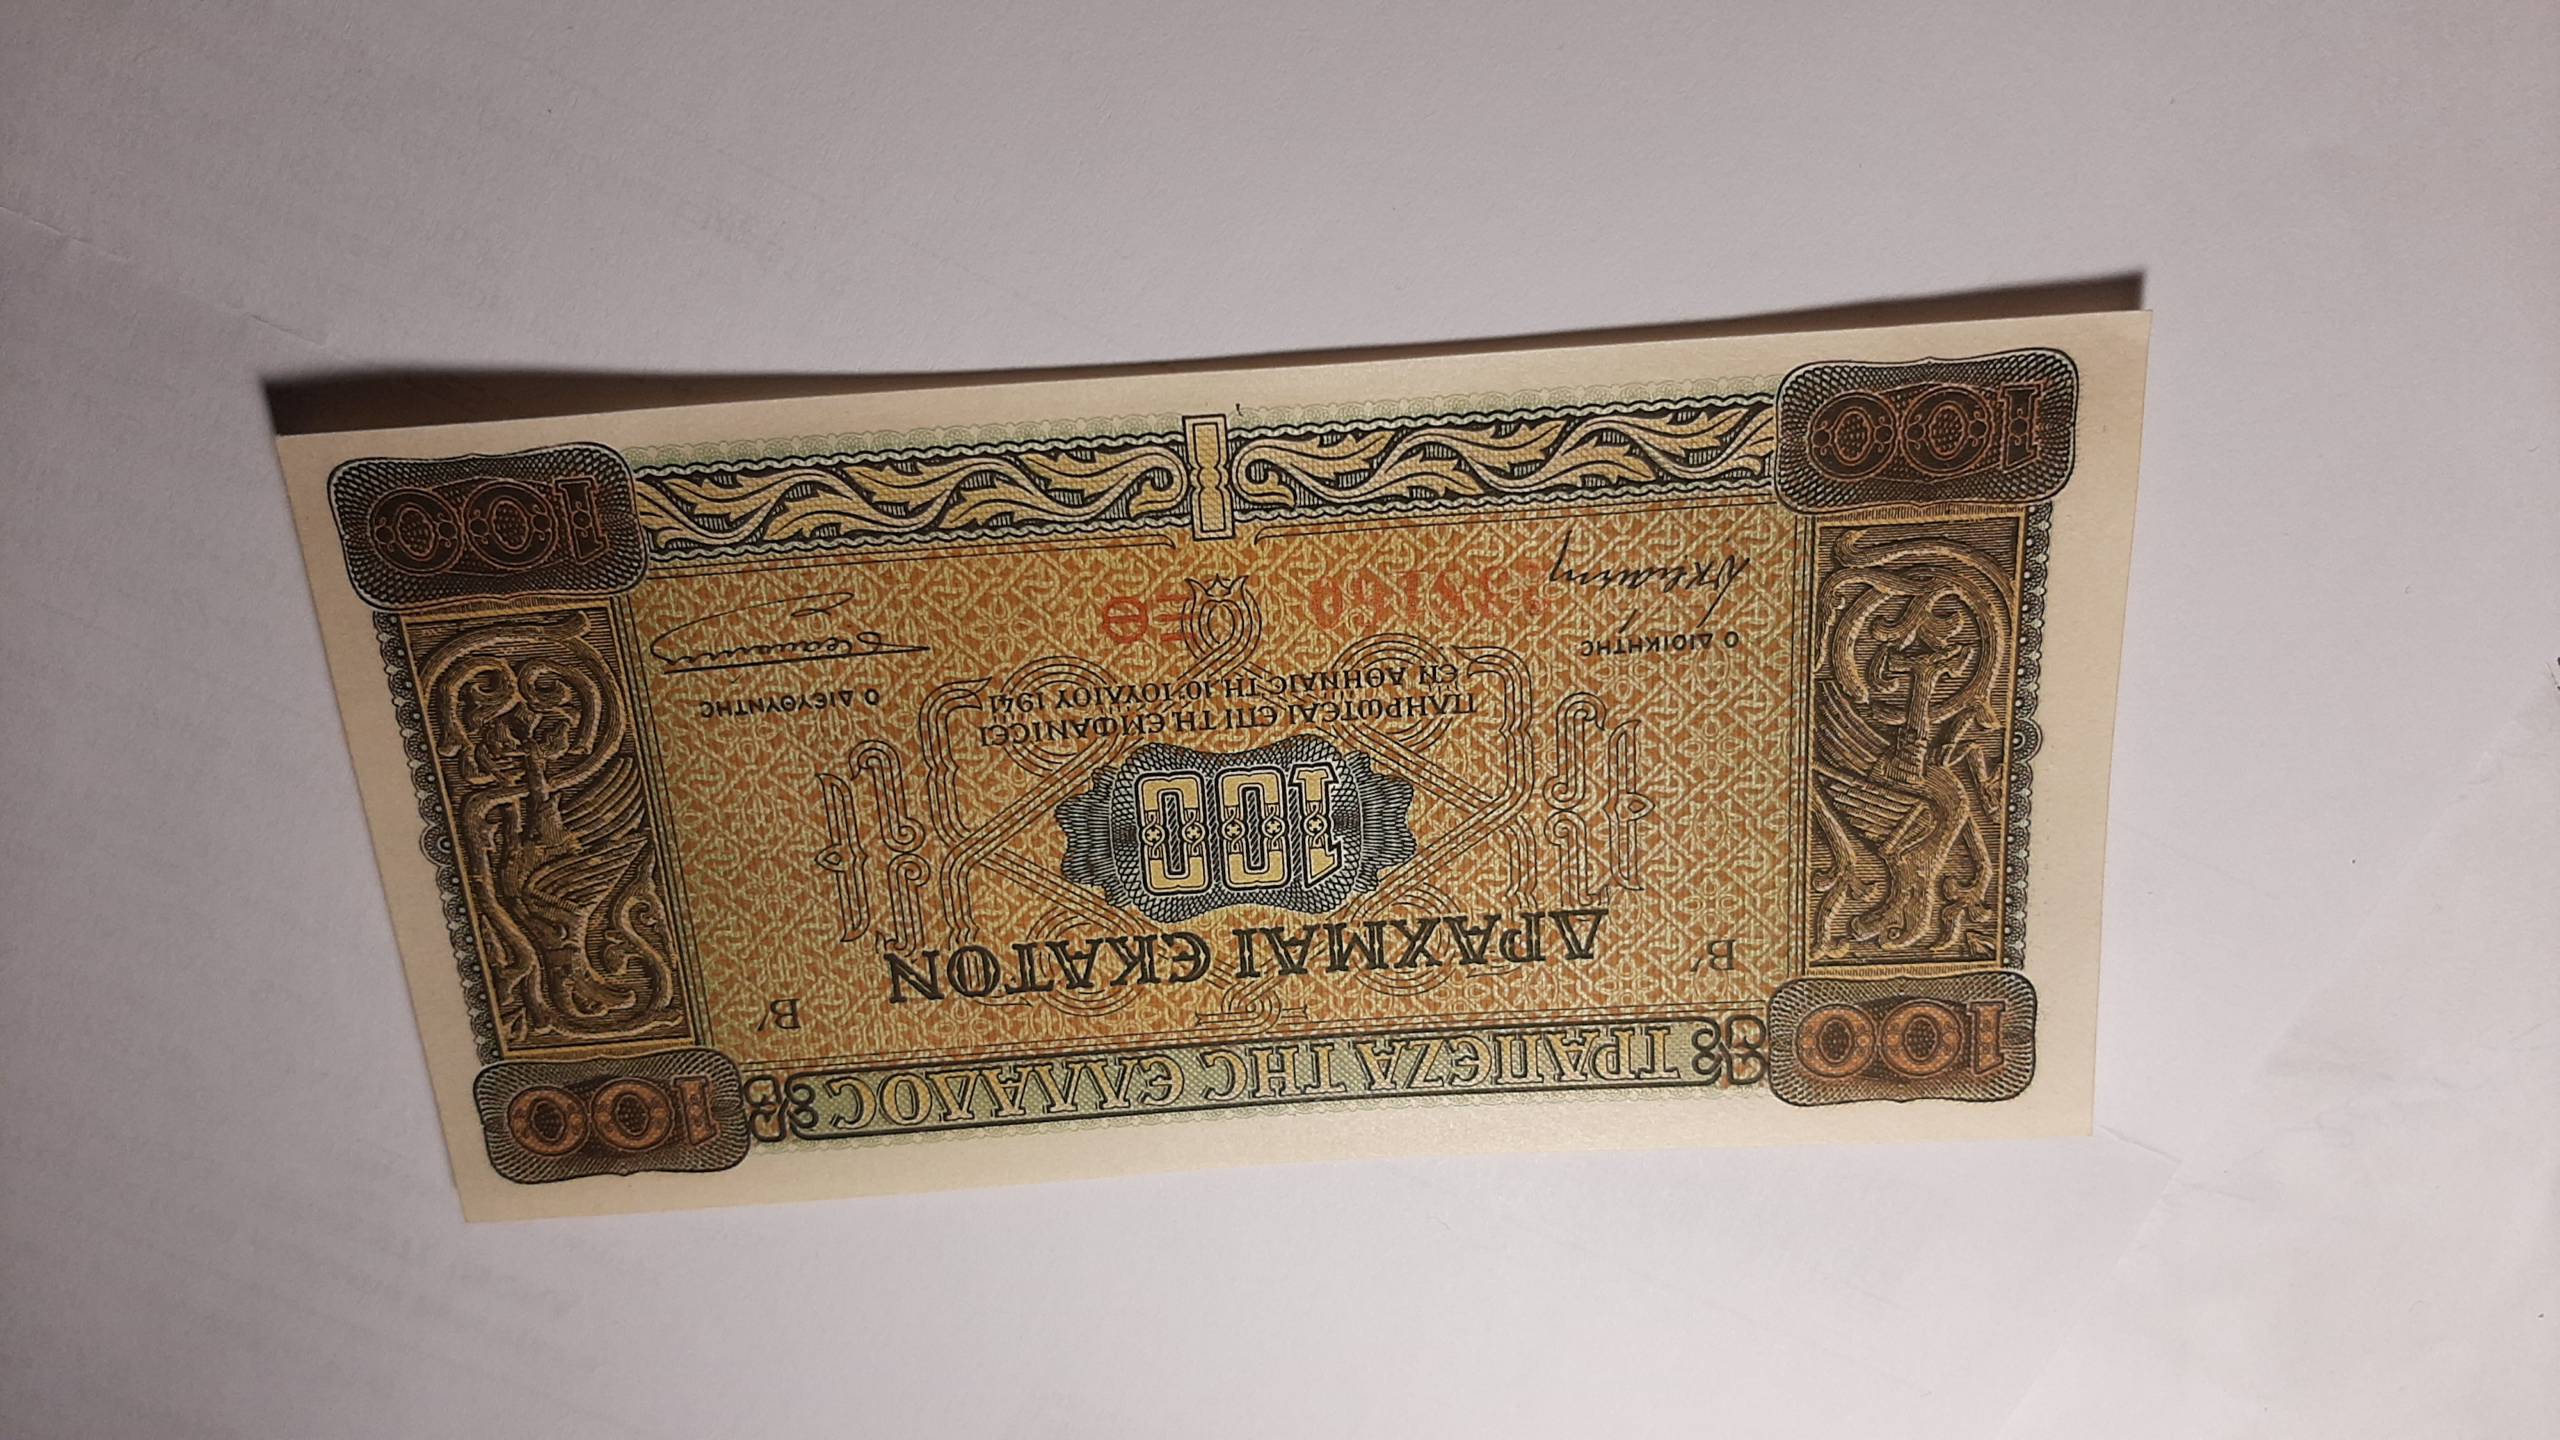 100 ΤΡΑΠΕΖΑ ΤΗΣ ΕΛΛΑΔΟΣ 100
Β΄ Β΄
ΔΡΑΧΜΑΙ ΕΚΑΤΟΝ
100
ΠΛΗΡΩΤΕΑΙ ΕΠΙ ΤΗ ΕΜΦΑΝΙΣΕΙ
ΕΝ ΑΘΗΝΑΙΣ ΤΗ 10 ΙΟΥΛΙΟΥ 1941
Ο ΔΙΟΙΚΗΤΗΣ Ο ΔΙΕΥΘΥΝΤΗΣ
100 100